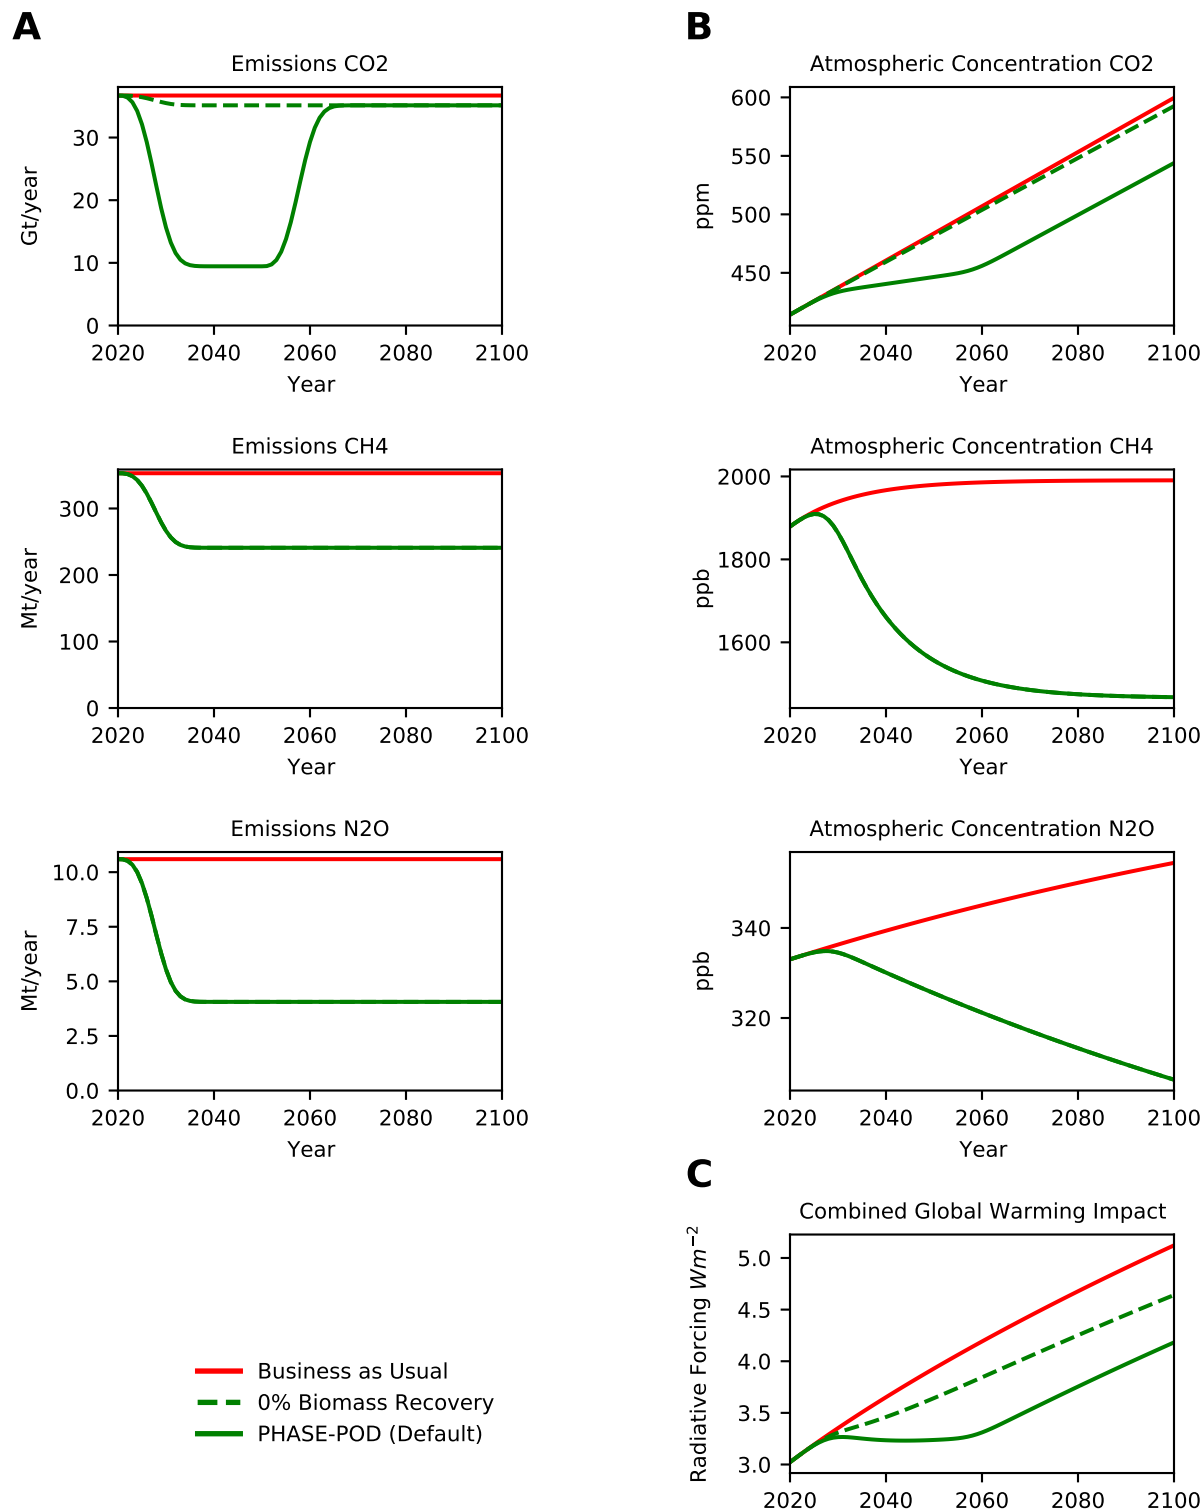 A
Emissions CO2
Gt/year
30
20
10
0
2020 2040 2060 2080 2100
Year
Emissions CH4
Mt/year
300
200
100
0
2020 2040 2060 2080 2100
Year
Emissions N2O
Mt/year
10.0
7.5
5.0
2.5
0.0
2020 2040 2060 2080 2100
Year
Business as Usual
0% Biomass Recovery
PHASE-POD (Default)
B
Atmospheric Concentration CO2
ppm
600
550
500
450
2020 2040 2060 2080 2100
Year
Atmospheric Concentration CH4
ppb
2000
1800
1600
2020 2040 2060 2080 2100
Year
Atmospheric Concentration N2O
ppb
340
320
2020 2040 2060 2080 2100
Year
C
Combined Global Warming Impact
Radiative Forcing Wm⁻²
5.0
4.5
4.0
3.5
3.0
2020 2040 2060 2080 2100